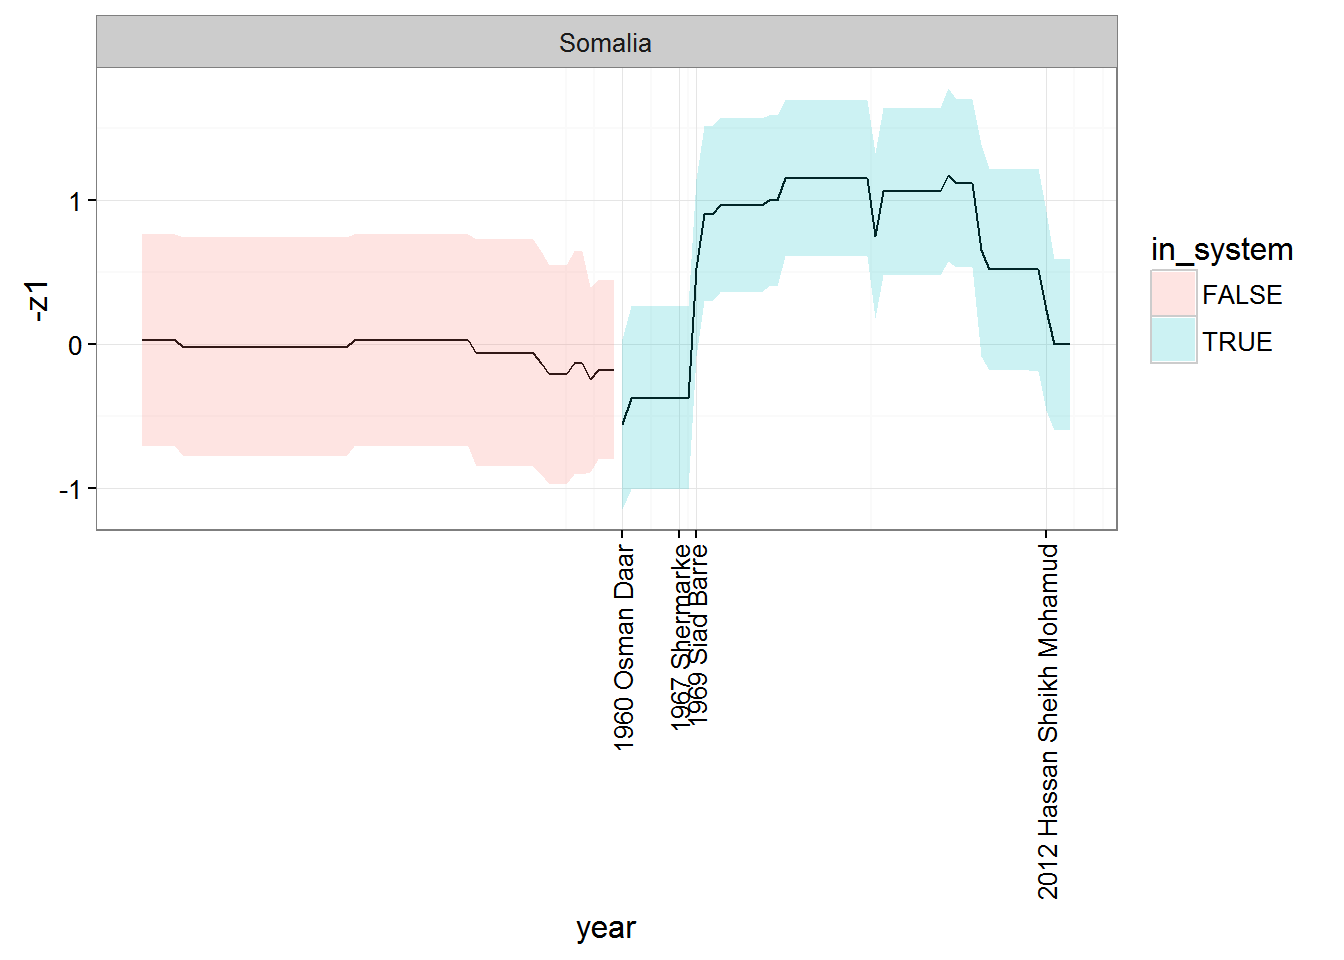 Somalia
-z1
1
0
-1
1960 Osman Daar
1967 Shermarke
1969 Siad Barre
2012 Hassan Sheikh Mohamud
year
in_system
FALSE
TRUE